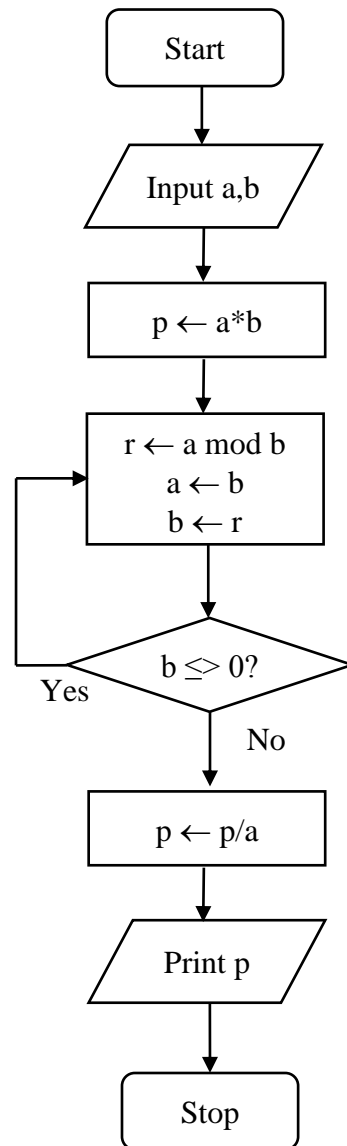 Start
Input a,b
p ← a*b
r ← a mod b
a ← b
b ← r
b ≤> 0?
Yes
No
p ← p/a
Print p
Stop